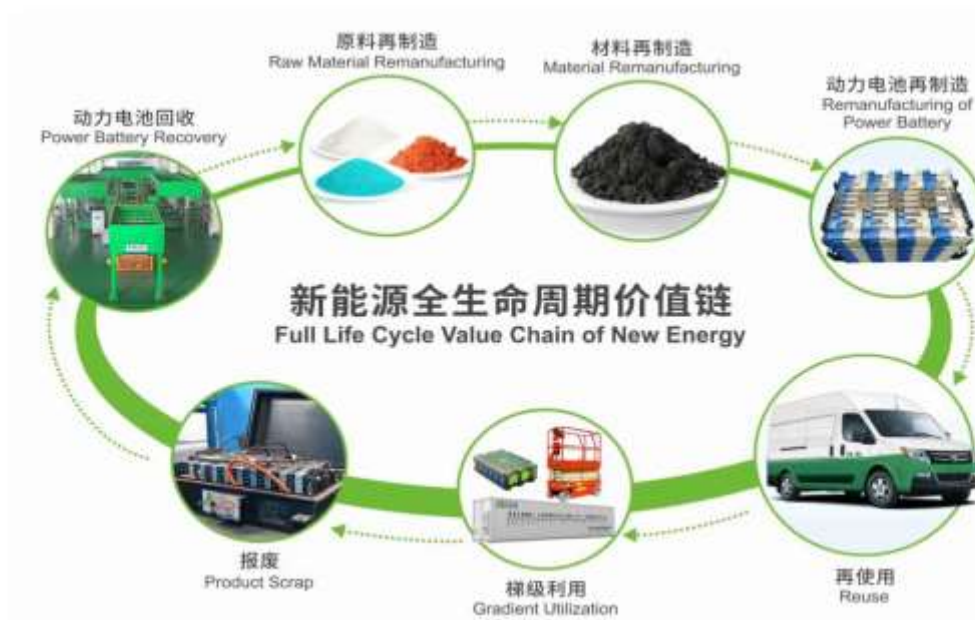 原料再制造
Raw Material Remanufacturing
材料再制造
Material Remanufacturing
动力电池再制造
Remanufacturing of
Power Battery
动力电池回收
Power Battery Recovery
新能源全生命周期价值链
Full Life Cycle Value Chain of New Energy
报废
Product Scrap
梯级利用
Gradient Utilization
再使用
Reuse